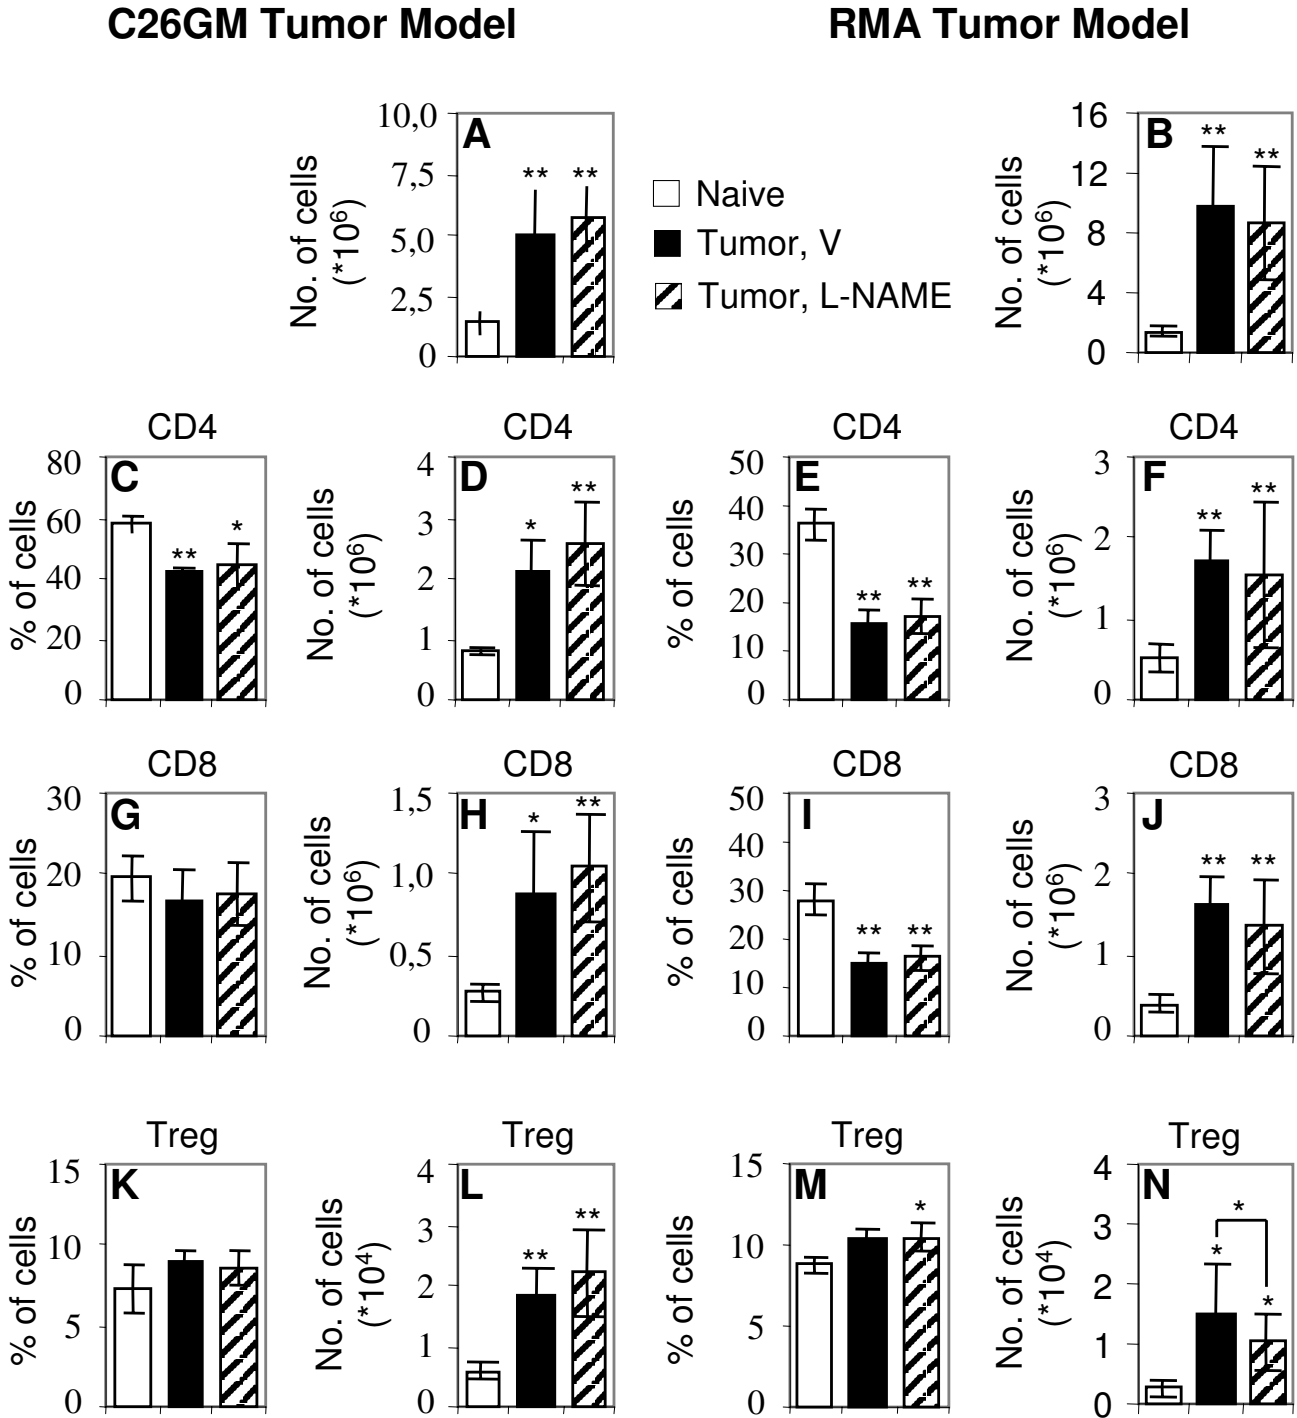 C26GM Tumor Model
RMA Tumor Model
A
No. of cells
(*10⁶)
10,0
7,5
5,0
2,5
0
** **
Naive
Tumor, V
Tumor, L-NAME
B
No. of cells
(*10⁶)
16
12
8
4
0
** **
CD4
C
% of cells
80
60
40
20
0
** *
CD4
D
No. of cells
(*10⁶)
4
3
2
1
0
* **
CD4
E
% of cells
50
40
30
20
10
0
** **
CD4
F
No. of cells
(*10⁶)
3
2
1
0
** **
CD8
G
% of cells
30
20
10
0
CD8
H
No. of cells
(*10⁶)
1,5
1,0
0,5
0
* **
CD8
I
% of cells
50
40
30
20
10
0
** **
CD8
J
No. of cells
(*10⁶)
3
2
1
0
** **
Treg
K
% of cells
15
10
5
0
Treg
L
No. of cells
(*10⁴)
4
3
2
1
0
** **
Treg
M
% of cells
15
10
5
0
*
Treg
N
No. of cells
(*10⁴)
4
3
2
1
0
*
* *